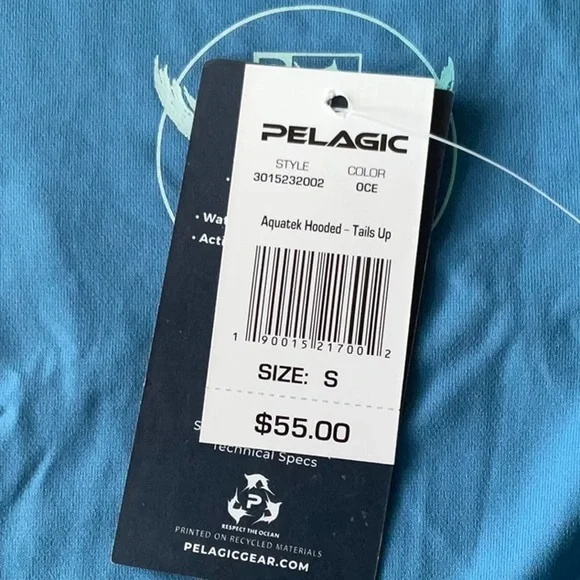 PELAGIC
STYLE COLOR
3015232002 OCE
Aquatek Hooded – Tails Up
1 90015 21700 2
SIZE: S
$55.00
Technical Specs
P
RESPECT THE OCEAN
PRINTED ON RECYCLED MATERIALS
PELAGICGEAR.COM